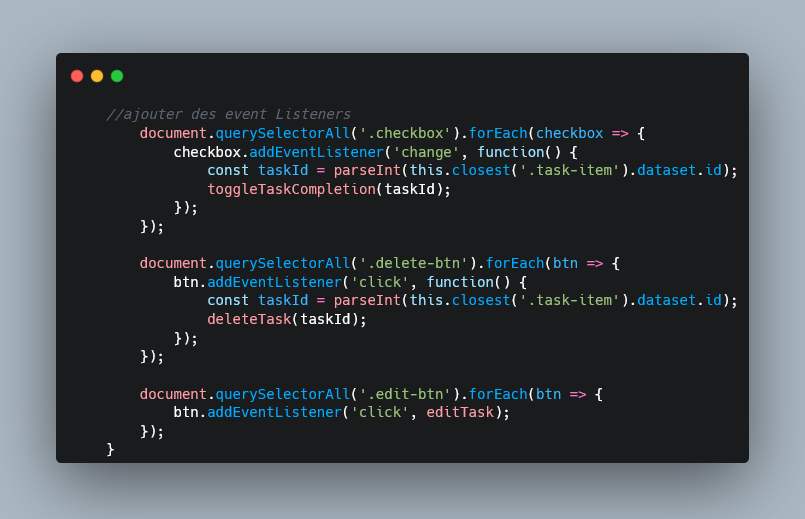 //ajouter des event Listeners
document.querySelectorAll('.checkbox').forEach(checkbox => {
checkbox.addEventListener('change', function() {
const taskId = parseInt(this.closest('.task-item').dataset.id);
toggleTaskCompletion(taskId);
});
});
document.querySelectorAll('.delete-btn').forEach(btn => {
btn.addEventListener('click', function() {
const taskId = parseInt(this.closest('.task-item').dataset.id);
deleteTask(taskId);
});
});
document.querySelectorAll('.edit-btn').forEach(btn => {
btn.addEventListener('click', editTask);
});
}